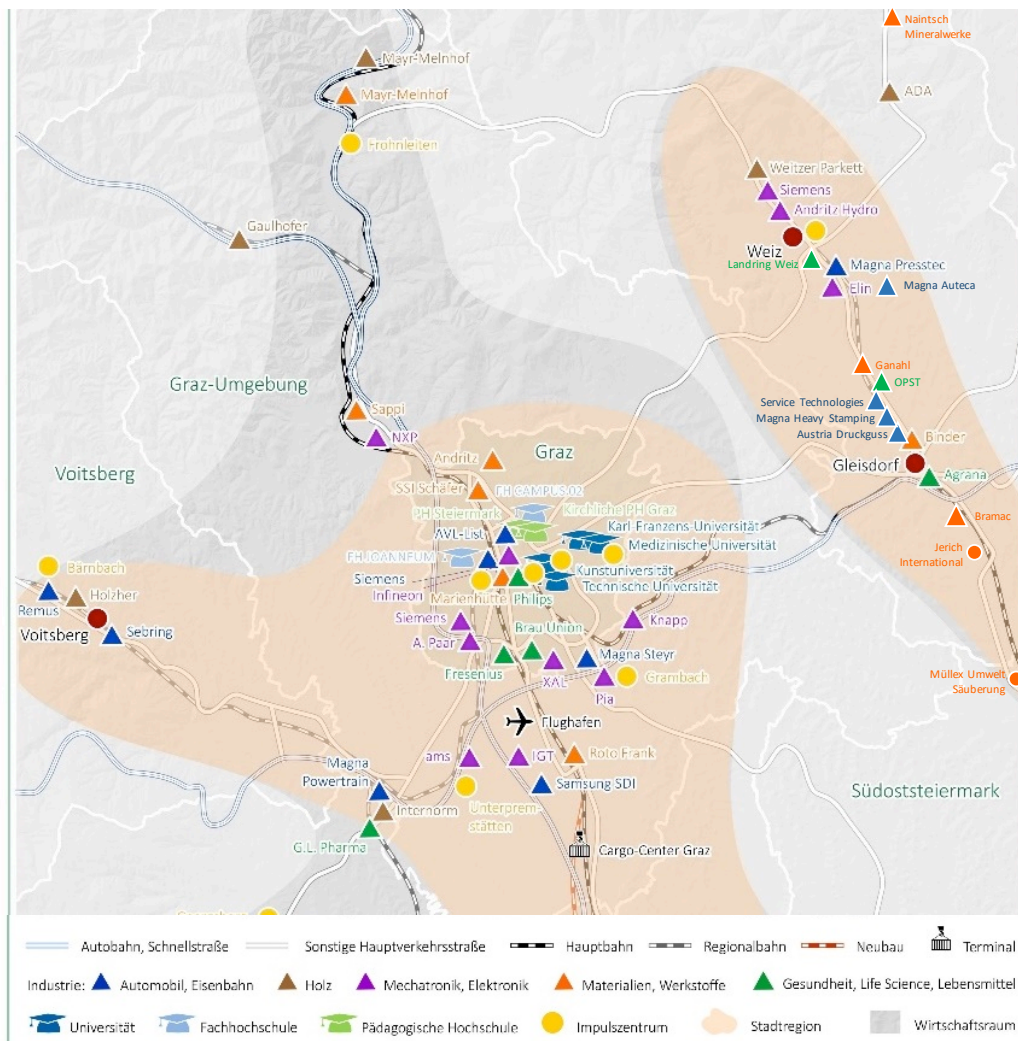 Naintsch
Mineralwerke
Mayr-Melnhof
Mayr-Melnhof
ADA
Frohnleiten
Weitzer Parkett
Siemens
Andritz Hydro
Gaulhofer
Weiz
Landring Weiz
Magna Presstec
Elin
Magna Auteca
Graz-Umgebung
Ganahl
OPST
Service Technologies
Magna Heavy Stamping
Austria Druckguss
Binder
Sappi
NXP
Voitsberg
Andritz
Graz
Gleisdorf
Agrana
SSI Schäfer
FH CAMPUS 02
PH Steiermark
Kirchliche PH Graz
Bramac
AVL-List
Karl-Franzens-Universität
Medizinische Universität
FH JOANNEUM
Jerich
International
Bärnbach
Siemens
Kunstuniversität
Technische Universität
Infineon
Marienhütte
Philips
Remus
Holzher
Voitsberg
Sebring
Siemens
Brau Union
Knapp
A. Paar
Fresenius
XAL
Magna Steyr
Grambach
Pia
Müllex Umwelt
Säuberung
Flughafen
ams
IGT
Roto Frank
Magna
Powertrain
Samsung SDI
Südoststeiermark
Internorm
Unterprem-
stätten
G.L. Pharma
Cargo-Center Graz
Autobahn, Schnellstraße
Sonstige Hauptverkehrsstraße
Hauptbahn
Regionalbahn
Neubau
Terminal
Industrie:
Automobil, Eisenbahn
Holz
Mechatronik, Elektronik
Materialien, Werkstoffe
Gesundheit, Life Science, Lebensmittel
Universität
Fachhochschule
Pädagogische Hochschule
Impulszentrum
Stadtregion
Wirtschaftsraum